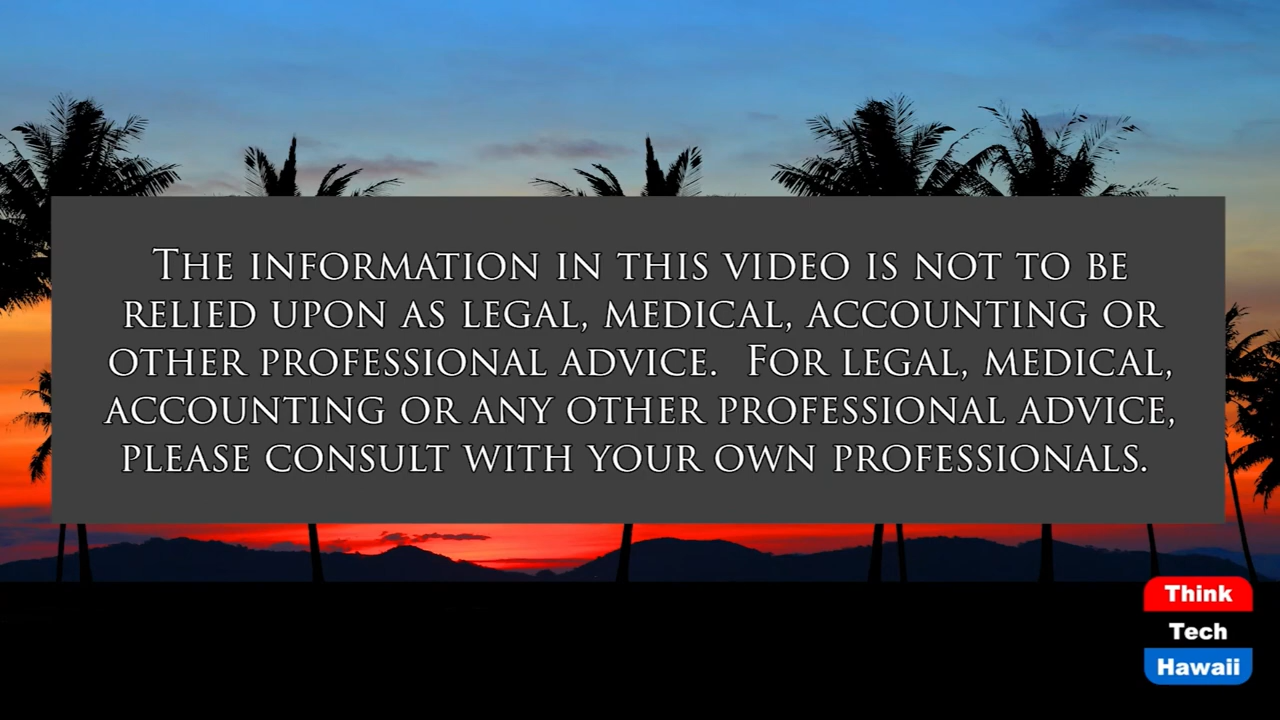 The information in this video is not to be
relied upon as legal, medical, accounting or
other professional advice.  For legal, medical,
accounting or any other professional advice,
please consult with your own professionals.
Think
Tech
Hawaii